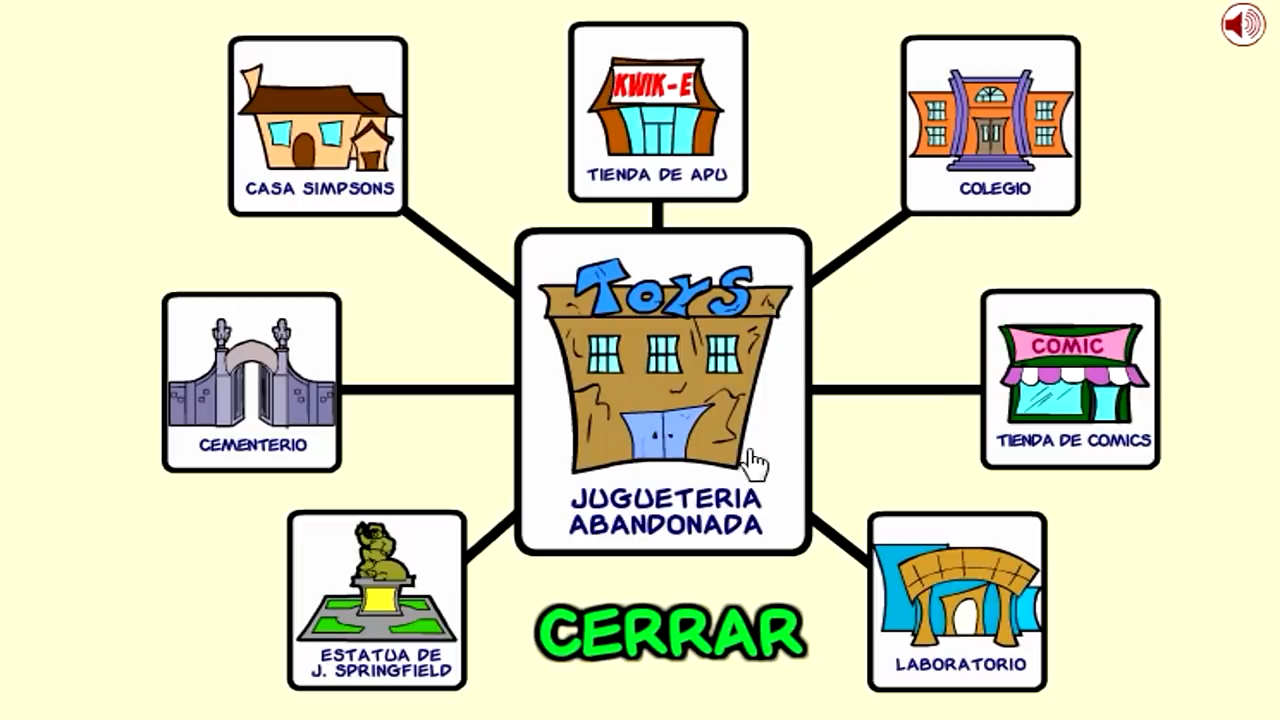 KWIK-E
TIENDA DE APU
CASA SIMPSONS
COLEGIO
TOYS
JUGUETERIA
ABANDONADA
CEMENTERIO
COMIC
TIENDA DE COMICS
ESTATUA DE
J. SPRINGFIELD
CERRAR
LABORATORIO